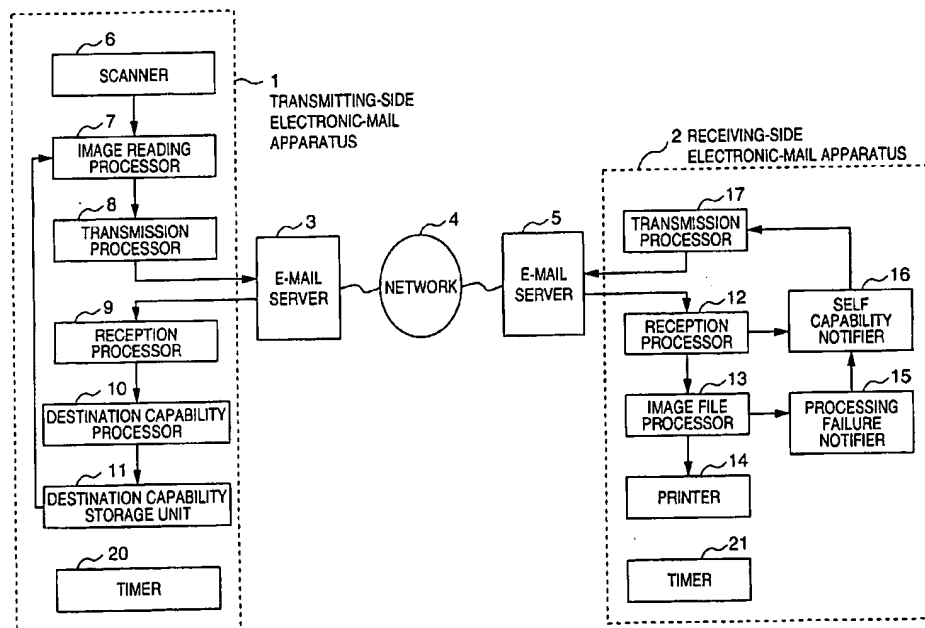 6
SCANNER
1
TRANSMITTING-SIDE
ELECTRONIC-MAIL
APPARATUS
7
IMAGE READING
PROCESSOR
8
TRANSMISSION
PROCESSOR
9
RECEPTION
PROCESSOR
10
DESTINATION CAPABILITY
PROCESSOR
11
DESTINATION CAPABILITY
STORAGE UNIT
20
TIMER
3
E-MAIL
SERVER
4
NETWORK
5
E-MAIL
SERVER
2 RECEIVING-SIDE
ELECTRONIC-MAIL APPARATUS
17
TRANSMISSION
PROCESSOR
16
SELF
CAPABILITY
NOTIFIER
12
RECEPTION
PROCESSOR
13
IMAGE FILE
PROCESSOR
15
PROCESSING
FAILURE
NOTIFIER
14
PRINTER
21
TIMER